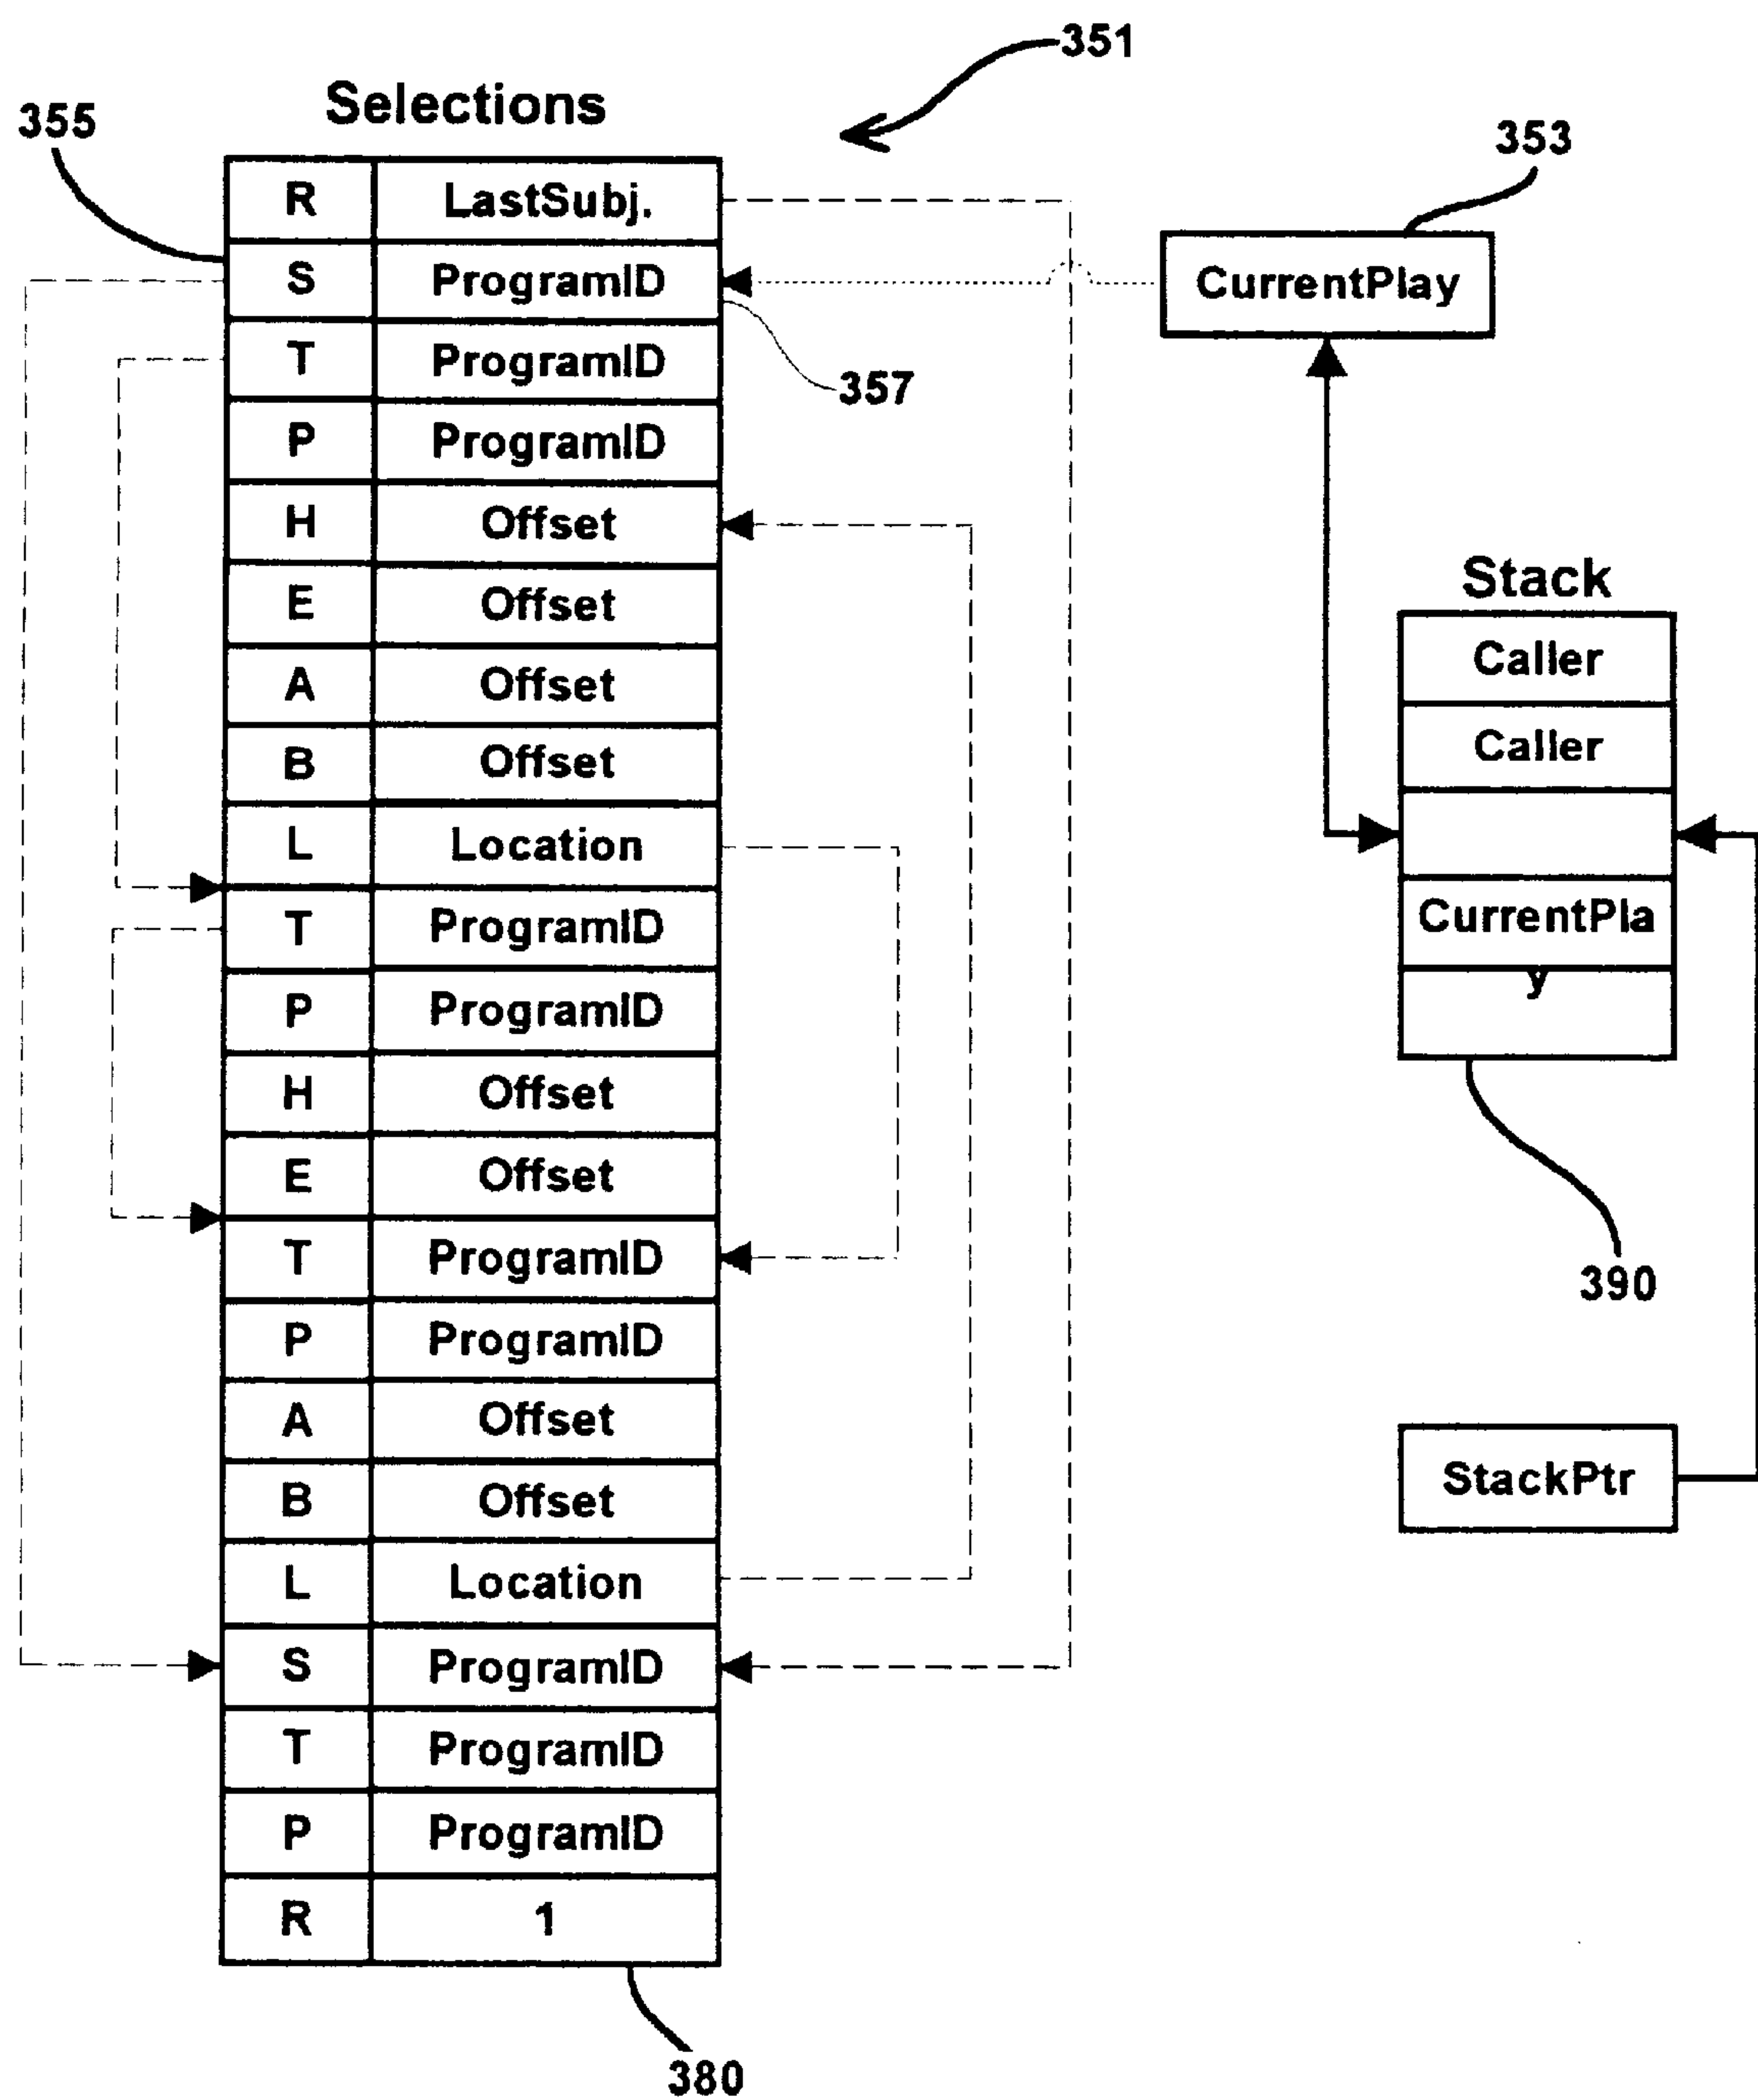 351
Selections
355
353
R LastSubj.
S ProgramID
CurrentPlay
T ProgramID
357
P ProgramID
H Offset
E Offset
Stack
A Offset
Caller
B Offset
Caller
L Location
T ProgramID
CurrentPla
y
P ProgramID
H Offset
E Offset
T ProgramID
390
P ProgramID
A Offset
B Offset
StackPtr
L Location
S ProgramID
T ProgramID
P ProgramID
R 1
380